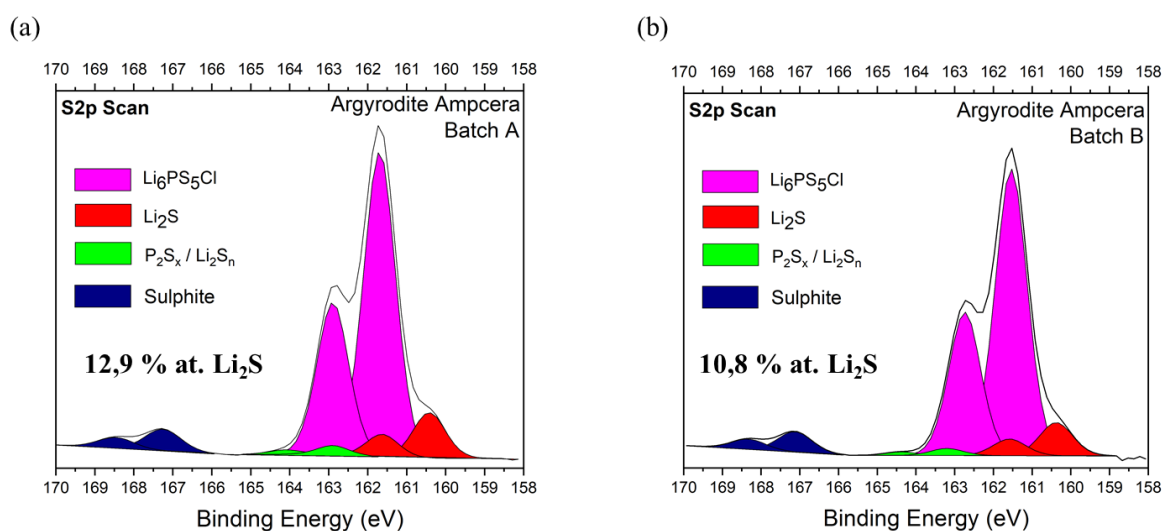 (a)
170 169 168 167 166 165 164 163 162 161 160 159 158
S2p Scan
Argyrodite Ampcera
Batch A
Li₆PS₅Cl
Li₂S
P₂Sₓ / Li₂Sₙ
Sulphite
12,9 % at. Li₂S
170 169 168 167 166 165 164 163 162 161 160 159 158
Binding Energy (eV)
(b)
170 169 168 167 166 165 164 163 162 161 160 159 158
S2p Scan
Argyrodite Ampcera
Batch B
Li₆PS₅Cl
Li₂S
P₂Sₓ / Li₂Sₙ
Sulphite
10,8 % at. Li₂S
170 169 168 167 166 165 164 163 162 161 160 159 158
Binding Energy (eV)